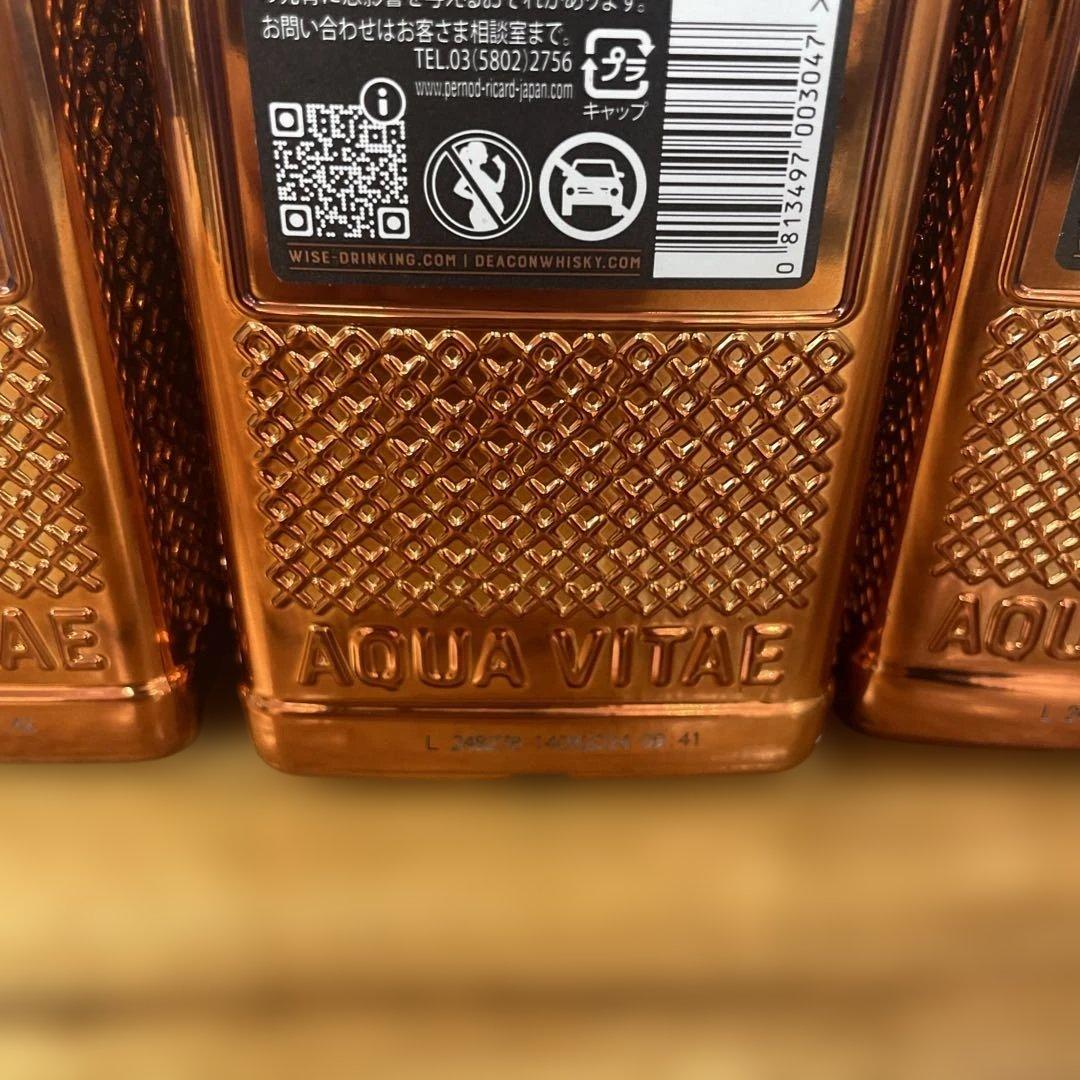 お問い合わせはお客さま相談室まで。
TEL.03(5802)2756
www.pernod-ricard-japan.com
プラ
キャップ
i
WISE-DRINKING.COM | DEACONWHISKY.COM
0 813497 003047
AQUA VITAE
AE
AQU